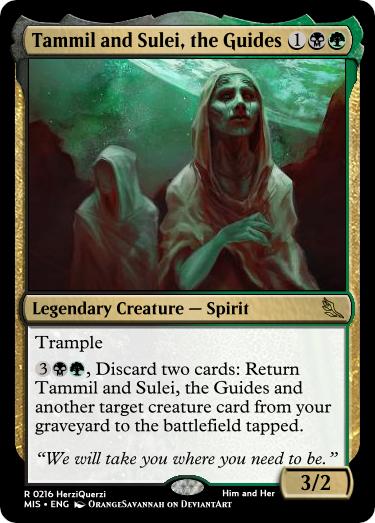 Tammil and Sulei, the Guides 1
Legendary Creature — Spirit
Trample
3, Discard two cards: Return
Tammil and Sulei, the Guides and
another target creature card from your
graveyard to the battlefield tapped.
“We will take you where you need to be.”
3/2
R 0216 HerziQuerzi Him and Her
MIS • ENG OrangeSavannah on DeviantArt